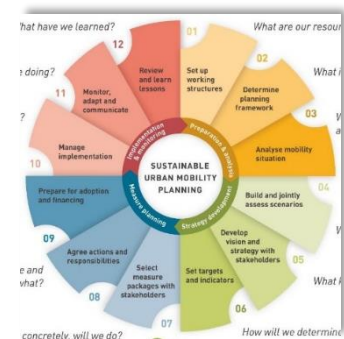 What have we learned?
What are our resour
12
01
11
02
Review
and learn
lessons
Set up
working
structures
e doing?
What i
Monitor,
adapt and
communicate
Determine
planning
framework
03
?
W
a
Implementation
& monitoring
Preparation & analysis
10
Manage
implementation
SUSTAINABLE
URBAN MOBILITY
PLANNING
Analyse mobility
situation
04
Prepare for adoption
and financing
Build and jointly
assess scenarios
Measure planning
Strategy development
W
09
Agree actions and
responsibilities
Develop
vision and
strategy with
stakeholders
05
e and
what?
Select
measure
packages with
stakeholders
Set targets
and indicators
What k
08
07
06
concretely, will we do?
How will we determine